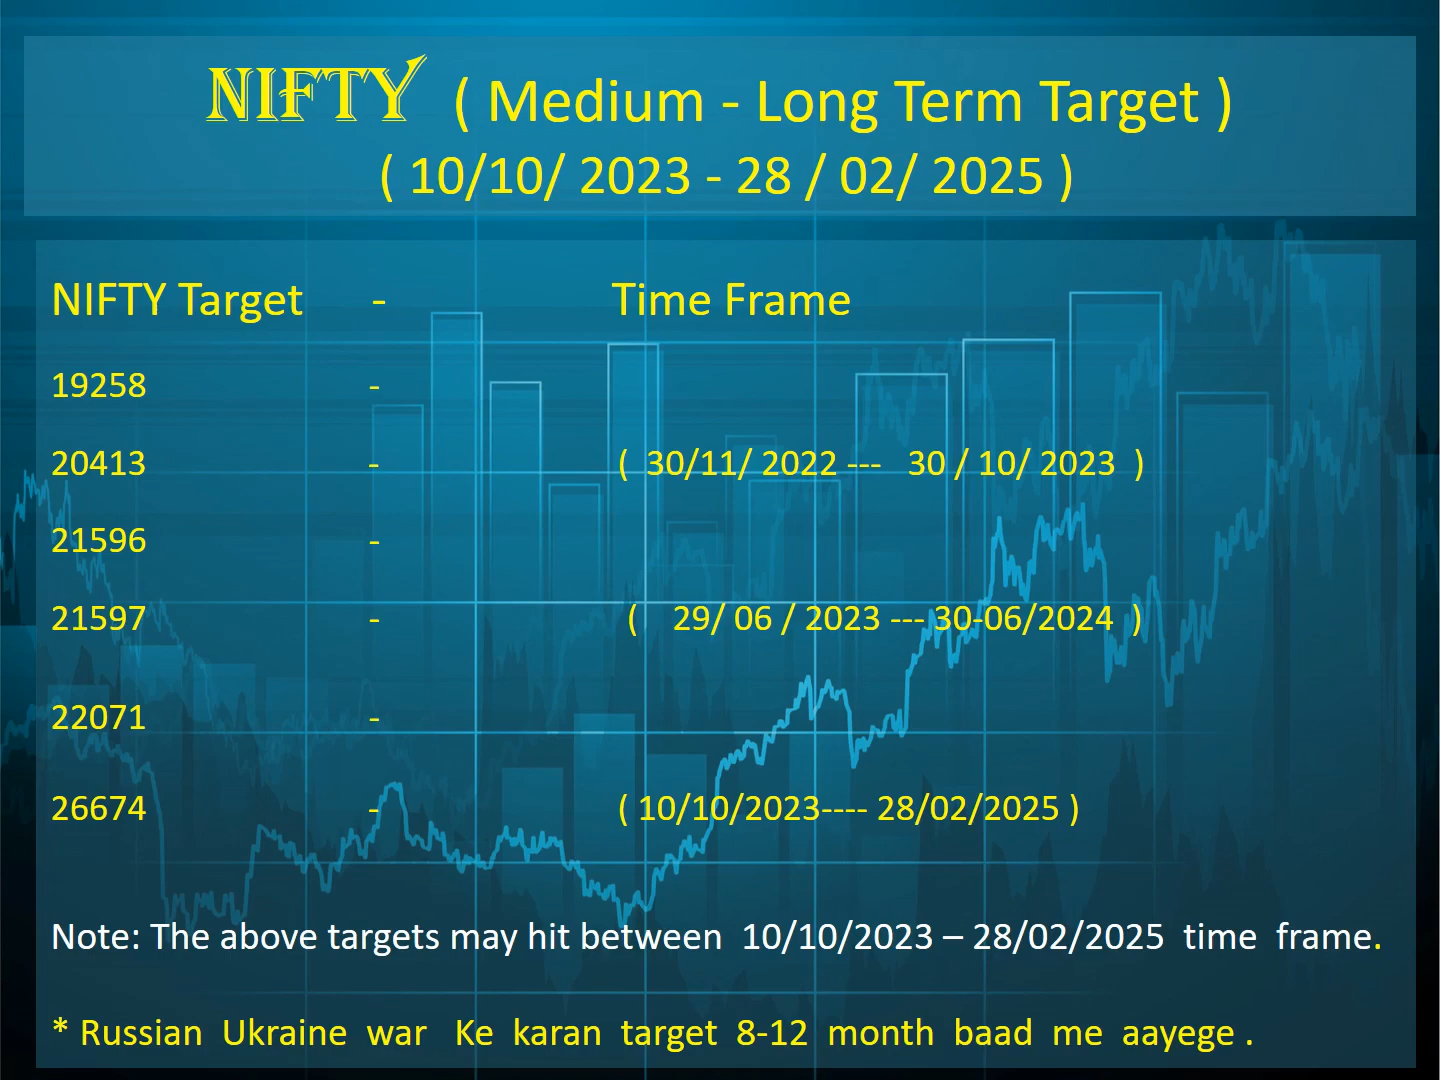 NIFTY ( Medium - Long Term Target )
( 10/10/ 2023 - 28 / 02/ 2025 )
NIFTY Target - Time Frame
19258 -
20413 - ( 30/11/ 2022 --- 30 / 10/ 2023 )
21596 -
21597 - ( 29/ 06 / 2023 --- 30-06/2024 )
22071 -
26674 - ( 10/10/2023---- 28/02/2025 )
Note: The above targets may hit between 10/10/2023 – 28/02/2025 time frame.
* Russian Ukraine war Ke karan target 8-12 month baad me aayege .